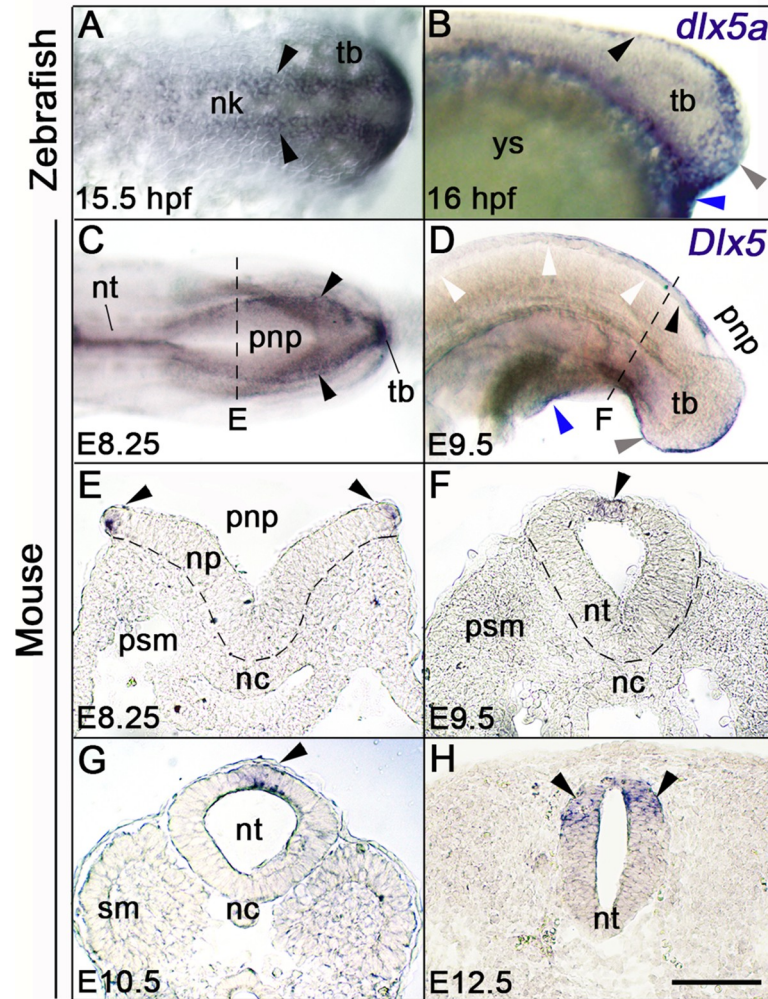 Zebrafish
A
tb
nk
15.5 hpf
B
dlx5a
tb
ys
16 hpf
Mouse
C
nt
pnp
tb
E
E8.25
D
Dlx5
pnp
tb
F
E9.5
E
pnp
np
psm
nc
E8.25
F
nt
psm
nc
E9.5
G
nt
sm
nc
E10.5
H
nt
E12.5